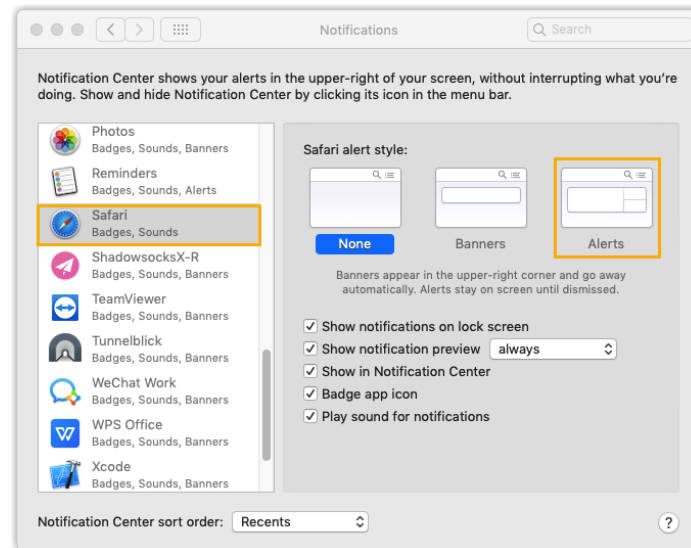 Notifications
Search
Notification Center shows your alerts in the upper-right of your screen, without interrupting what you're
doing. Show and hide Notification Center by clicking its icon in the menu bar.
Photos
Badges, Sounds, Banners
Reminders
Badges, Sounds, Alerts
Safari
Badges, Sounds
ShadowsocksX-R
Badges, Sounds, Banners
TeamViewer
Badges, Sounds, Banners
Tunnelblick
Badges, Sounds, Banners
WeChat Work
Badges, Sounds, Banners
WPS Office
Badges, Sounds, Banners
Xcode
Badges, Sounds, Banners
Safari alert style:
None
Banners
Alerts
Banners appear in the upper-right corner and go away
automatically. Alerts stay on screen until dismissed.
Show notifications on lock screen
Show notification preview always
Show in Notification Center
Badge app icon
Play sound for notifications
Notification Center sort order: Recents
?